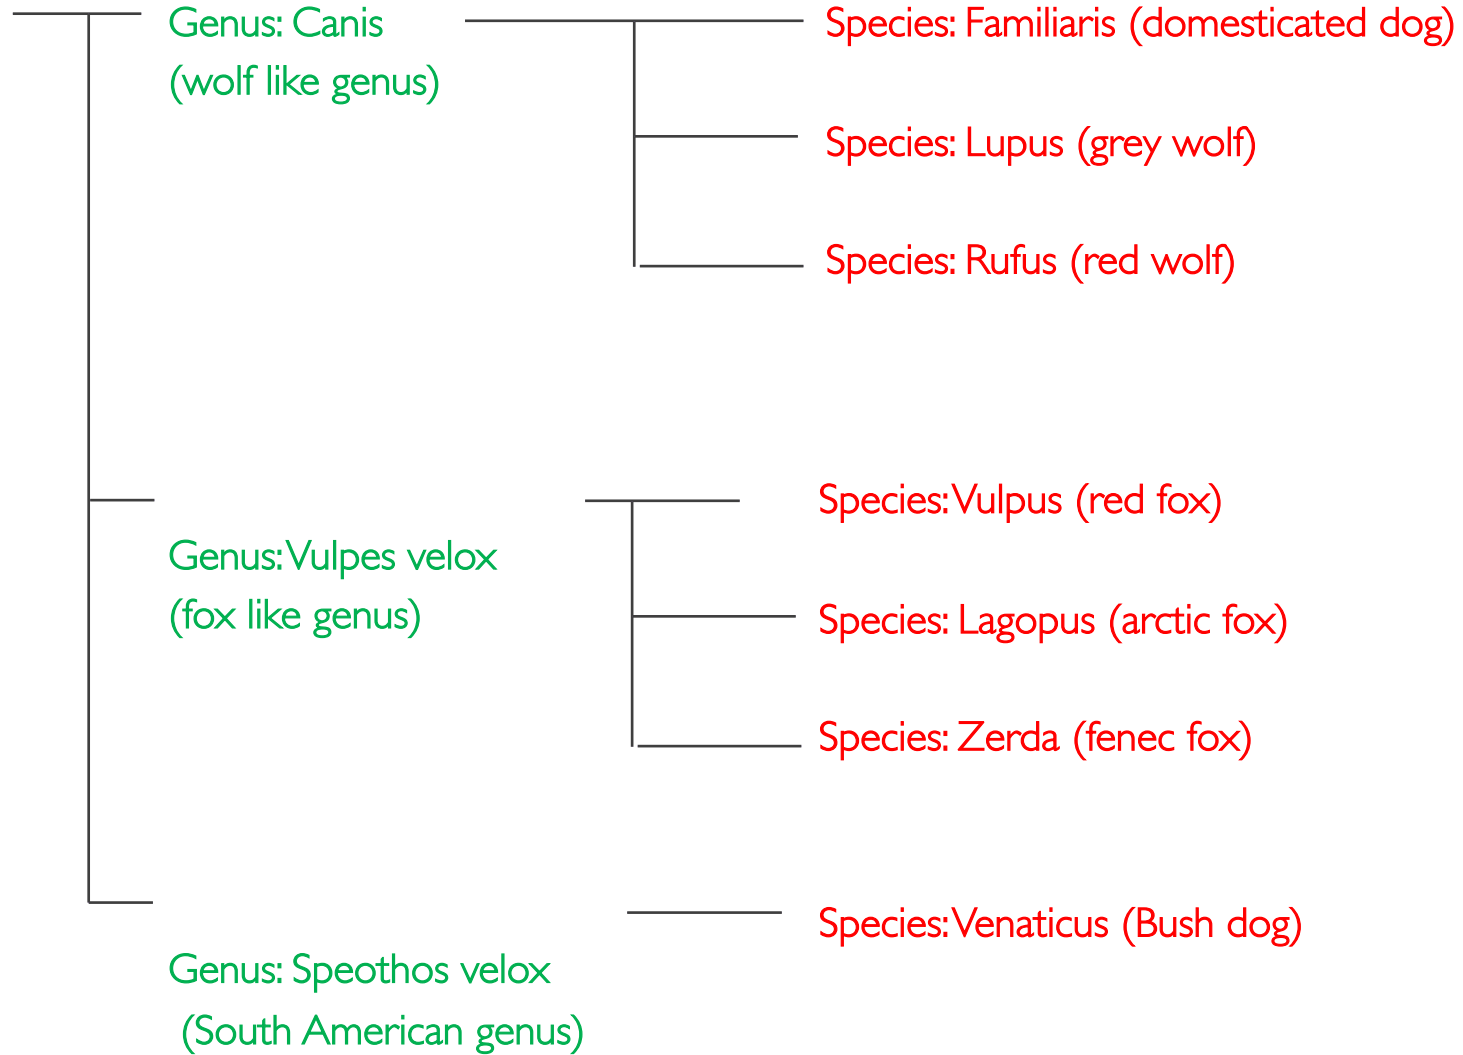 Genus: Canis
(wolf like genus)
Species: Familiaris (domesticated dog)
Species: Lupus (grey wolf)
Species: Rufus (red wolf)
Genus: Vulpes velox
(fox like genus)
Species: Vulpus (red fox)
Species: Lagopus (arctic fox)
Species: Zerda (fenec fox)
Genus: Speothos velox
(South American genus)
Species: Venaticus (Bush dog)